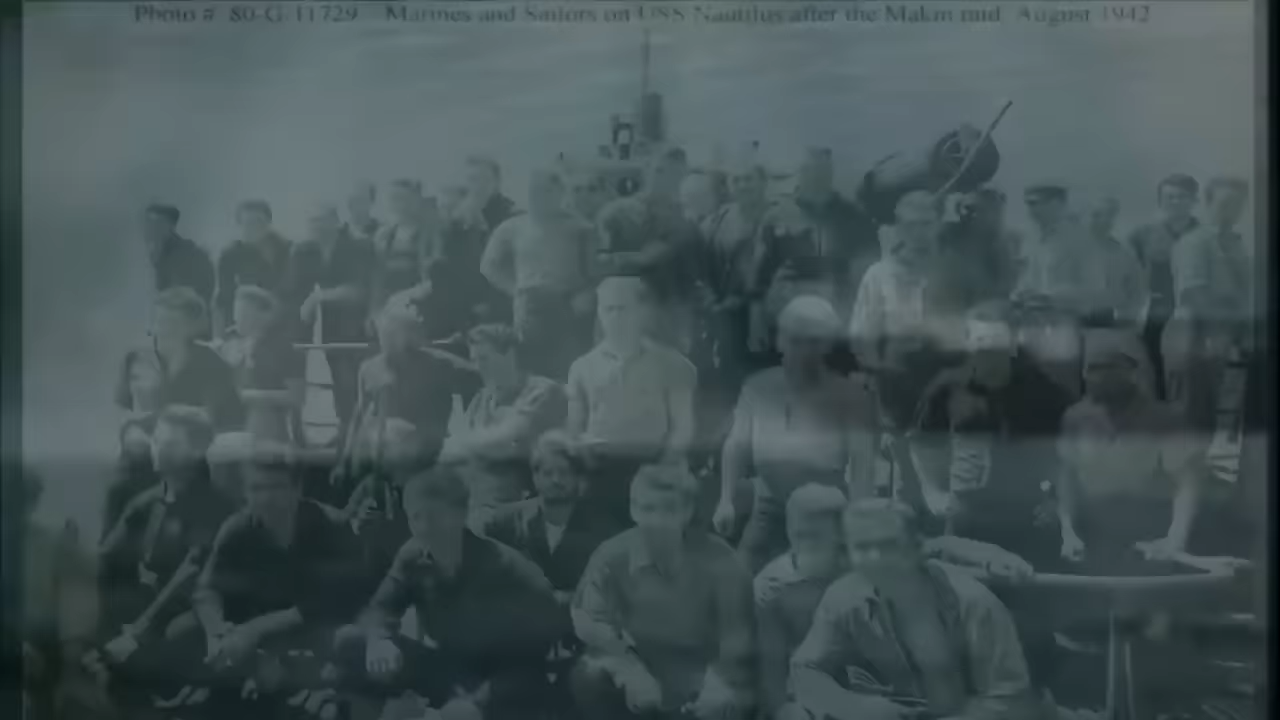 Photo # 80-G-11729 Marines and Sailors on USS Nautilus after the Makin raid, August 1942